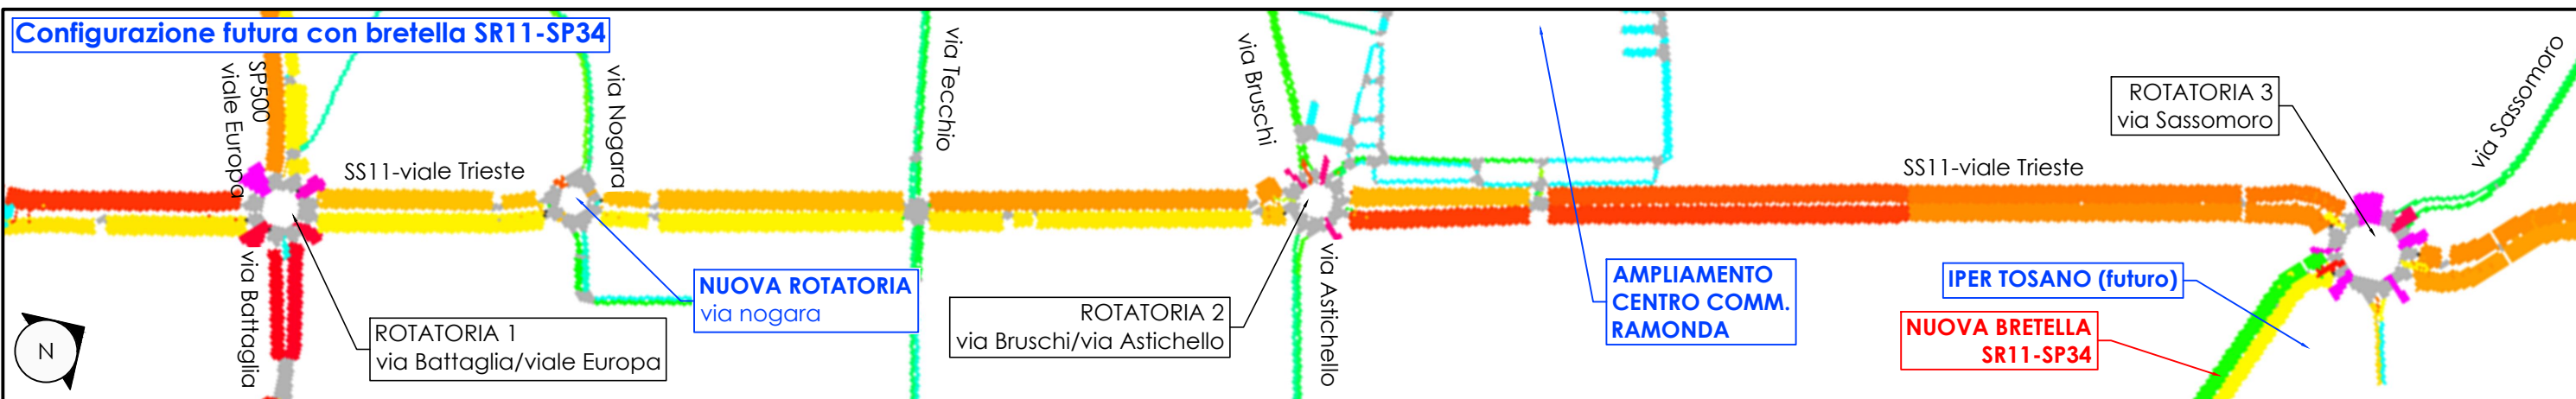 Configurazione futura con bretella SR11-SP34
SP500
viale Europa
SS11-viale Trieste
via Nogara
via Tecchio
via Bruschi
ROTATORIA 3
via Sassomoro
via Sassomoro
SS11-viale Trieste
via Battaglia
ROTATORIA 1
via Battaglia/viale Europa
NUOVA ROTATORIA
via nogara
ROTATORIA 2
via Bruschi/via Astichello
via Astichello
AMPLIAMENTO
CENTRO COMM.
RAMONDA
IPER TOSANO (futuro)
NUOVA BRETELLA
SR11-SP34
N